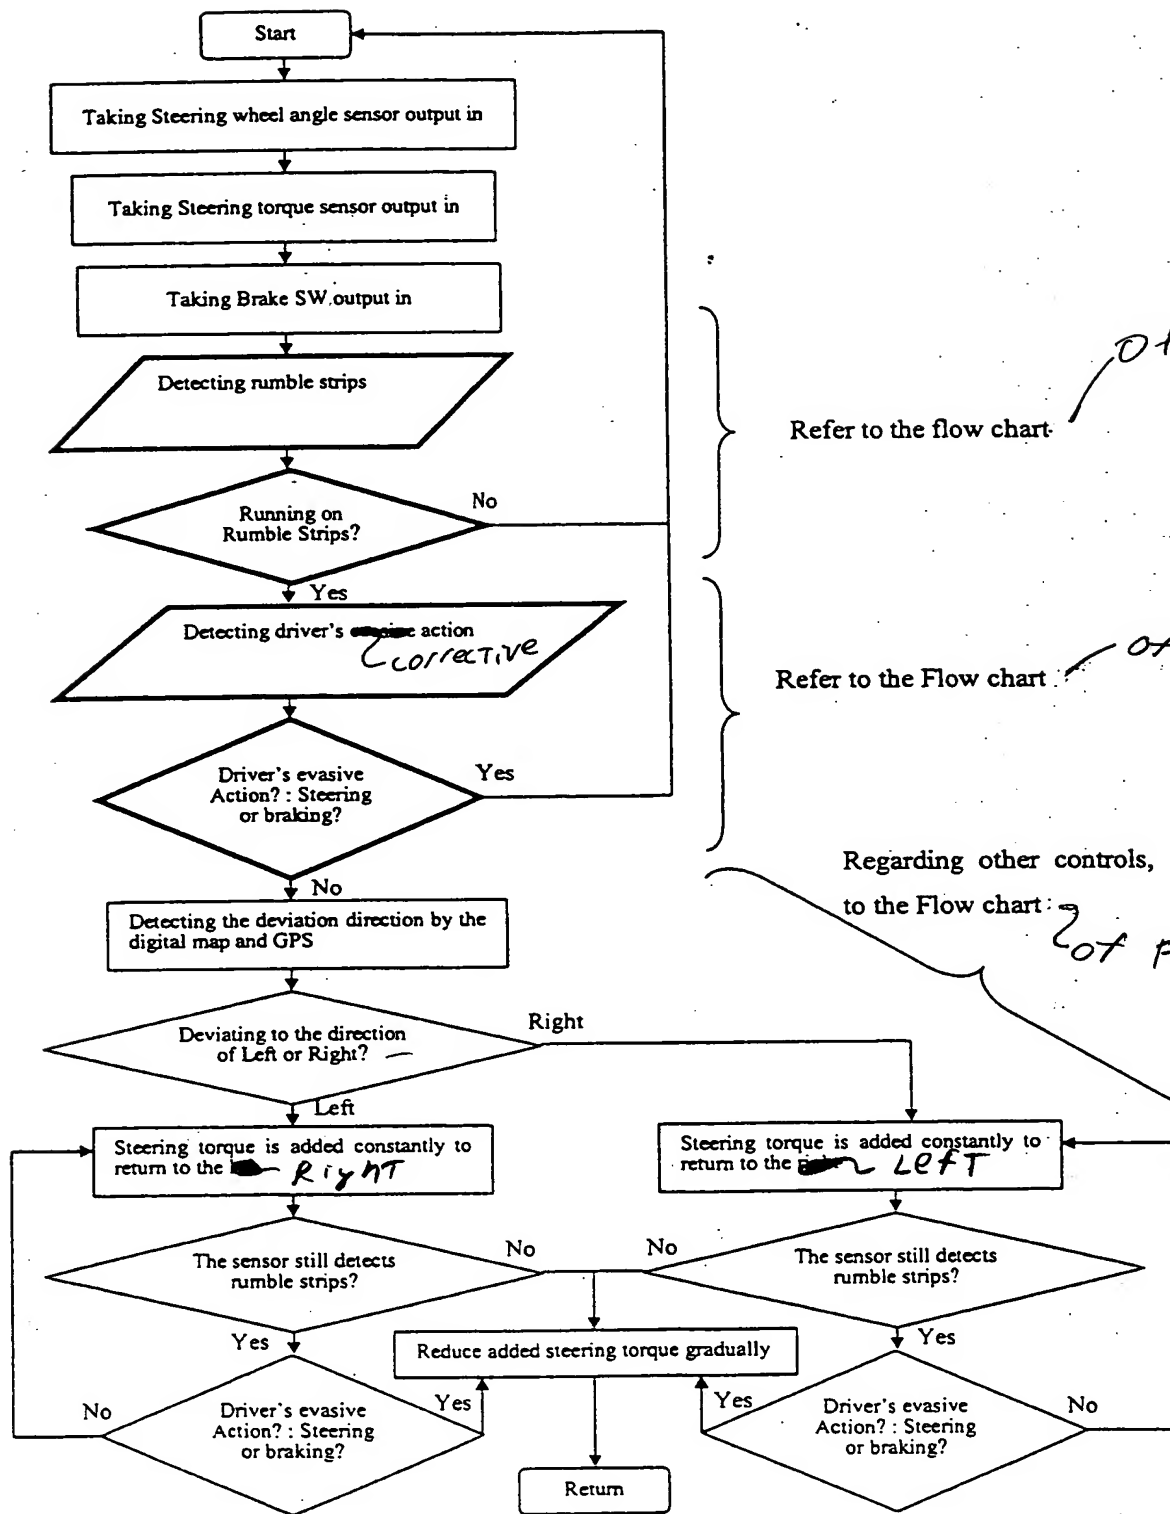 Start
Taking Steering wheel angle sensor output in
Taking Steering torque sensor output in
Taking Brake SW output in
Detecting rumble strips
Refer to the flow chart
Running on
Rumble Strips?
No
Yes
Detecting driver's action
corrective
Refer to the Flow chart
of
Driver's evasive
Action? : Steering
or braking?
Yes
No
Regarding other controls,
to the Flow chart
of
Detecting the deviation direction by the
digital map and GPS
Deviating to the direction
of Left or Right?
Right
Left
Steering torque is added constantly to
return to the Right
Steering torque is added constantly to
return to the Left
The sensor still detects
rumble strips?
No
No
The sensor still detects
rumble strips?
Yes
Yes
Reduce added steering torque gradually
No
Driver's evasive
Action? : Steering
or braking?
Yes
Yes
Driver's evasive
Action? : Steering
or braking?
No
Return